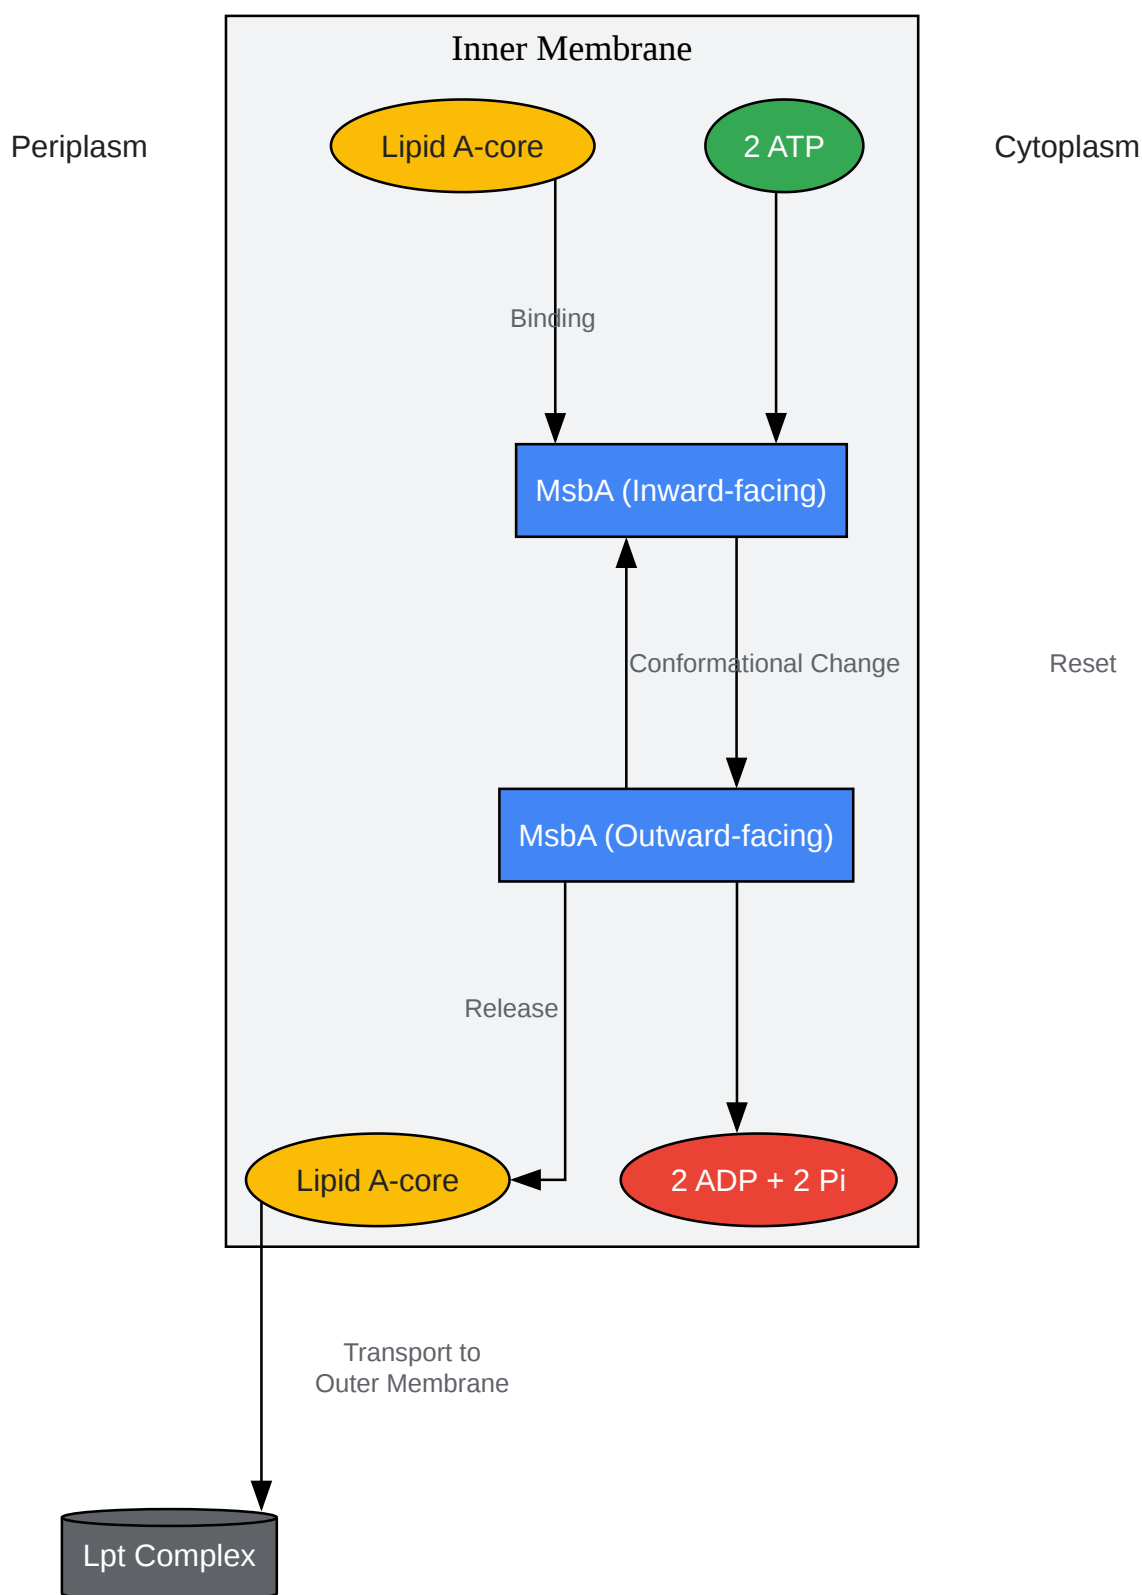 Inner Membrane
Periplasm
Lipid A-core
2 ATP
Cytoplasm
Binding
MsbA (Inward-facing)
Conformational Change
Reset
MsbA (Outward-facing)
Release
Lipid A-core
2 ADP + 2 Pi
Transport to
Outer Membrane
Lpt Complex